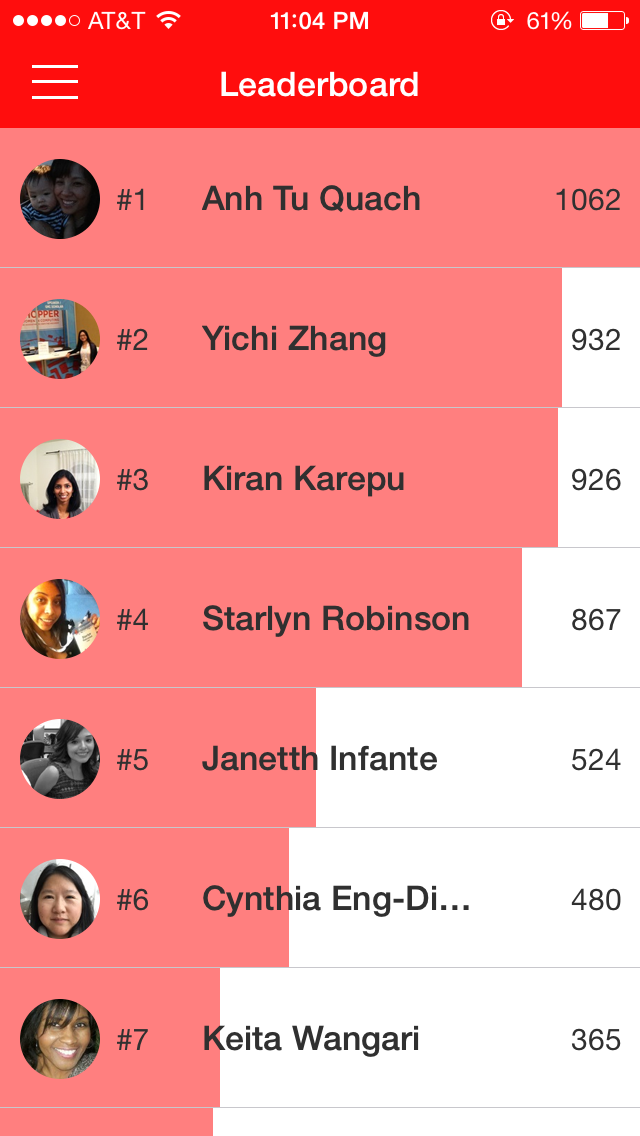 AT&T 11:04 PM 61%
Leaderboard
#1 Anh Tu Quach 1062
#2 Yichi Zhang 932
#3 Kiran Karepu 926
#4 Starlyn Robinson 867
#5 Janetth Infante 524
#6 Cynthia Eng-Di... 480
#7 Keita Wangari 365